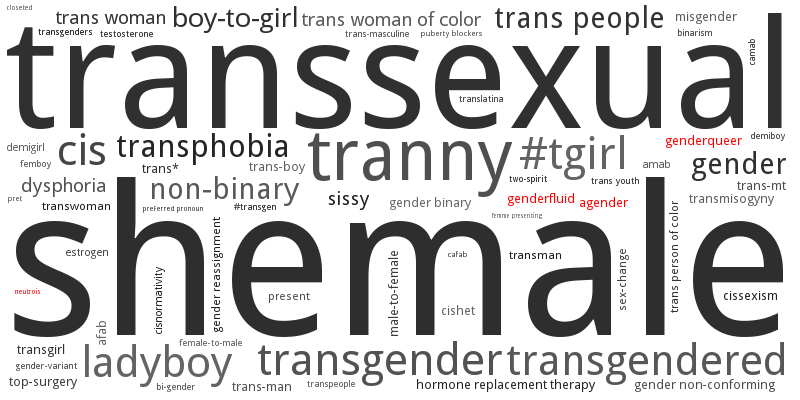 closeted
trans woman
boy-to-girl
trans woman of color
trans people
misgender
transgenders
testosterone
trans-masculine
puberty blockers
binarism
camab
transsexual
translatina
demigirl
cis
transphobia
tranny
#tgirl
genderqueer
demiboy
femboy
trans*
trans-boy
amab
gender
dysphoria
non-binary
two-spirit
trans youth
trans-mt
pret
transwoman
preferred pronoun
#transgen
sissy
gender binary
genderfluid
agender
transmisogyny
femme presenting
shemale
estrogen
cisnormativity
gender reassignment
male-to-female
cafab
transman
sex-change
trans person of color
neutrois
present
cishet
cissexism
afab
transgirl
female-to-male
gender-variant
ladyboy
transgender
transgendered
top-surgery
bi-gender
trans-man
transpeople
hormone replacement therapy
gender non-conforming